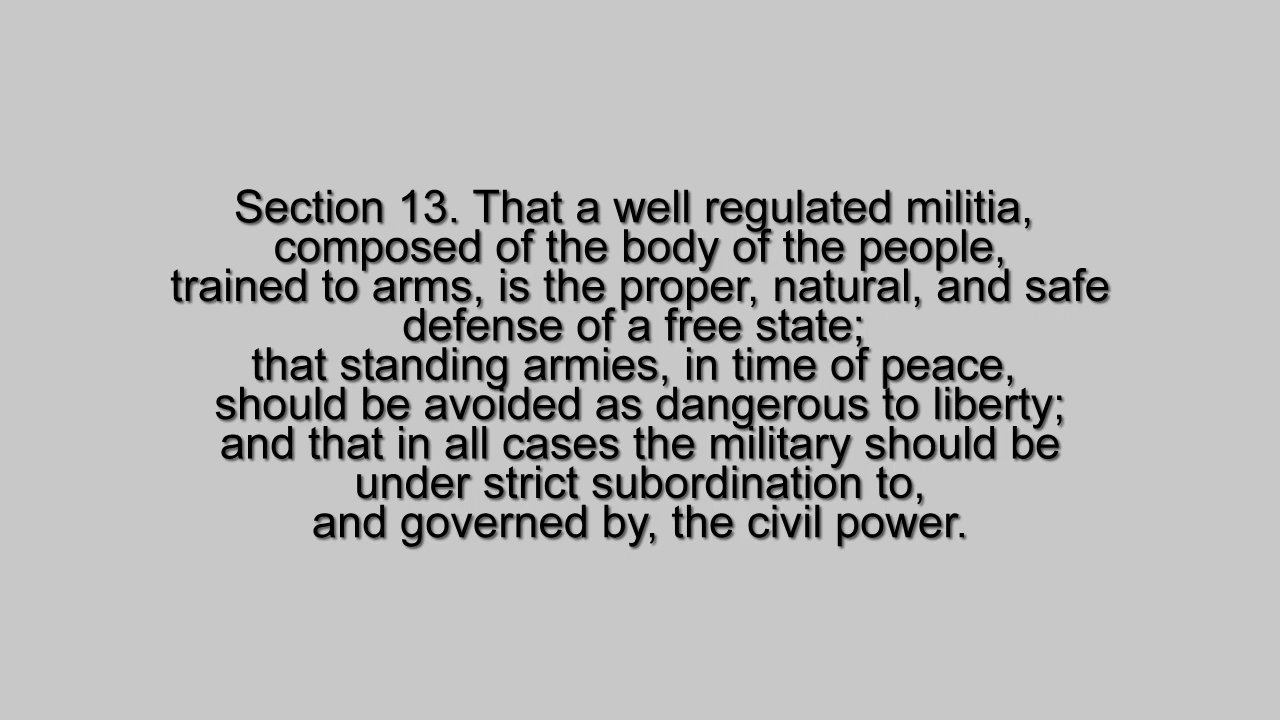 Section 13. That a well regulated militia,
composed of the body of the people,
trained to arms, is the proper, natural, and safe
defense of a free state;
that standing armies, in time of peace,
should be avoided as dangerous to liberty;
and that in all cases the military should be
under strict subordination to,
and governed by, the civil power.